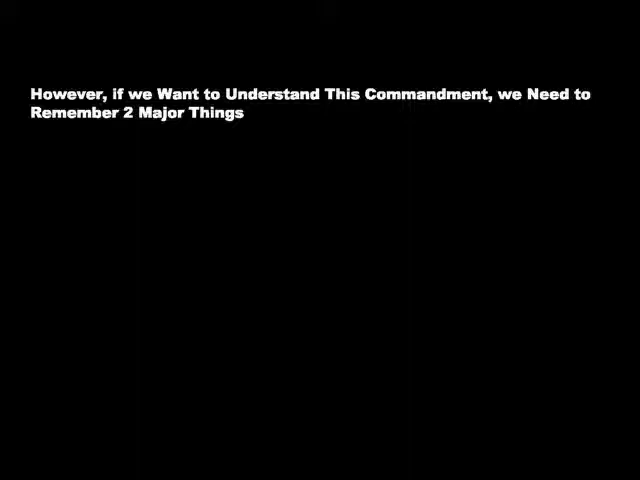 However, if we Want to Understand This Commandment, we Need to
Remember 2 Major Things